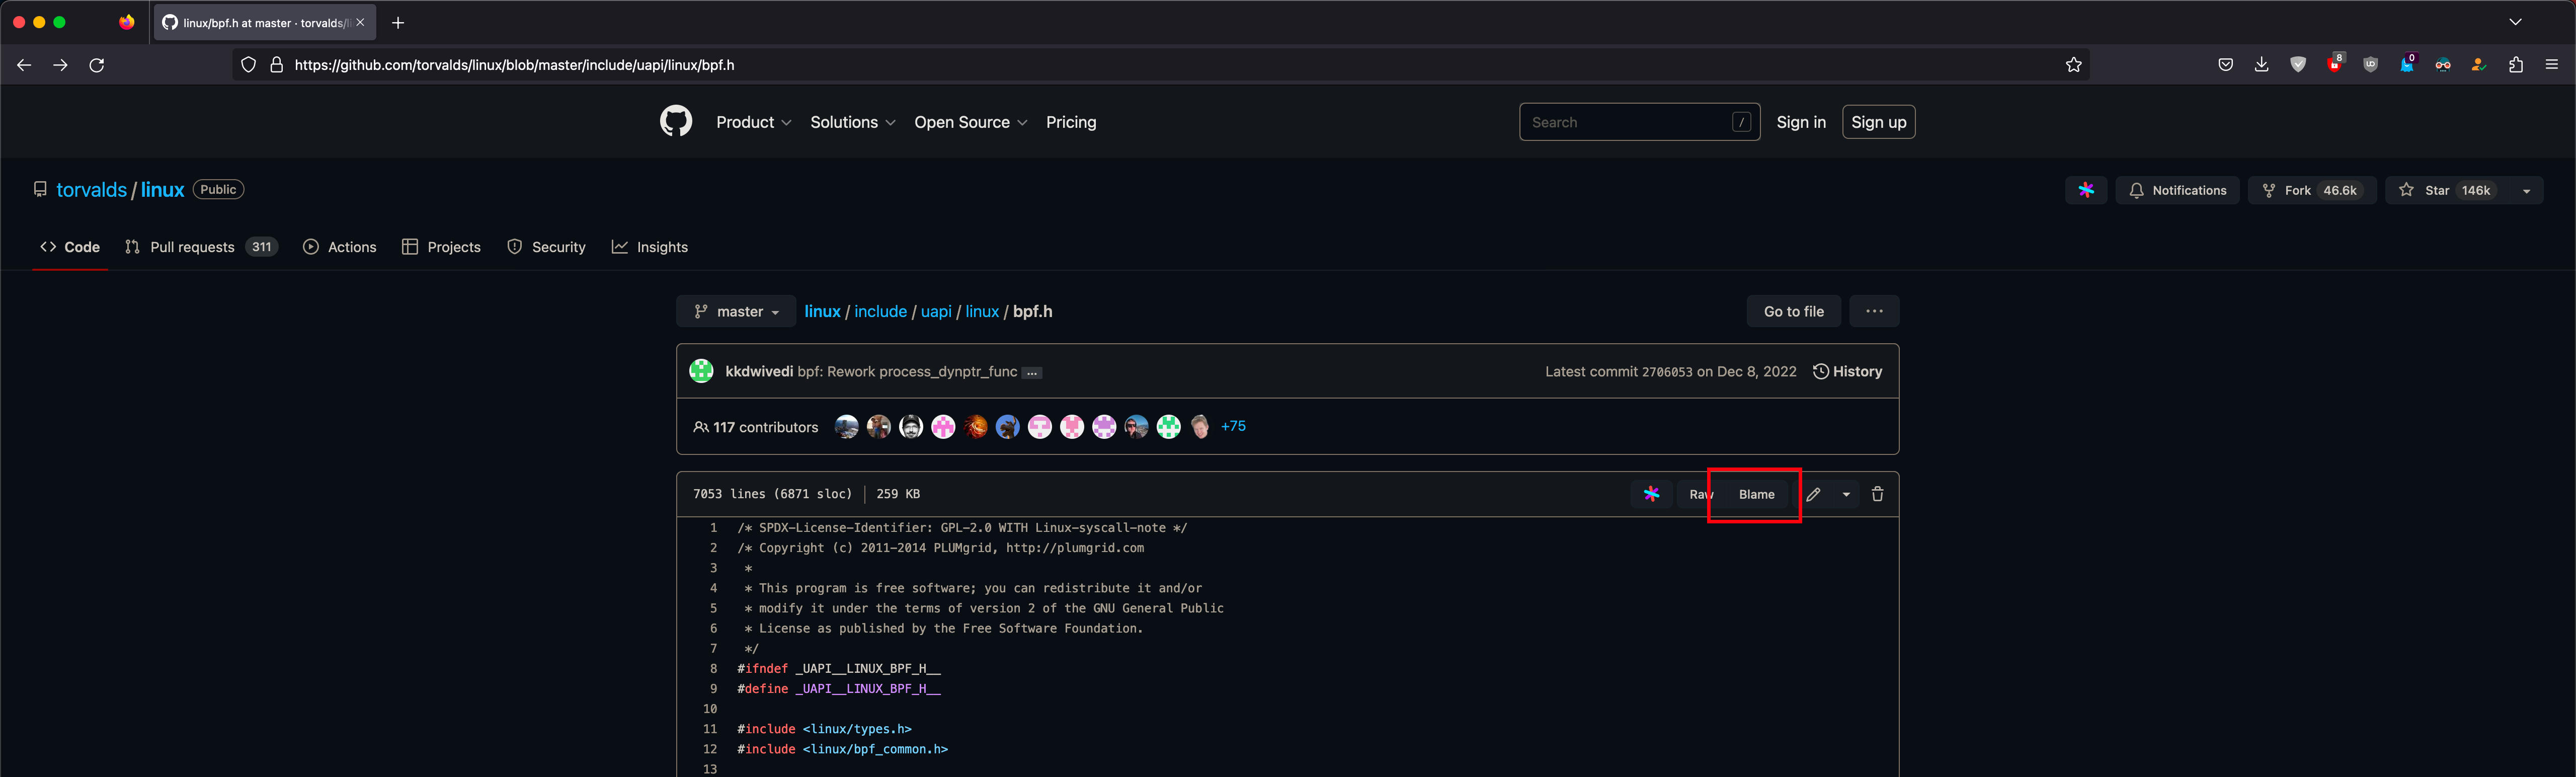 linux/bpf.h at master · torvalds/li
https://github.com/torvalds/linux/blob/master/include/uapi/linux/bpf.h
8
0
Product
Solutions
Open Source
Pricing
Search
/
Sign in
Sign up
torvalds / linux
Public
Notifications
Fork 46.6k
Star 146k
Code
Pull requests 311
Actions
Projects
Security
Insights
master
linux / include / uapi / linux / bpf.h
Go to file
...
kkdwivedi bpf: Rework process_dynptr_func ...
Latest commit 2706053 on Dec 8, 2022
History
117 contributors
+75
7053 lines (6871 sloc)
259 KB
Raw
Blame
1 /* SPDX-License-Identifier: GPL-2.0 WITH Linux-syscall-note */
2 /* Copyright (c) 2011-2014 PLUMgrid, http://plumgrid.com
3 *
4 * This program is free software; you can redistribute it and/or
5 * modify it under the terms of version 2 of the GNU General Public
6 * License as published by the Free Software Foundation.
7 */
8 #ifndef _UAPI__LINUX_BPF_H__
9 #define _UAPI__LINUX_BPF_H__
10
11 #include <linux/types.h>
12 #include <linux/bpf_common.h>
13